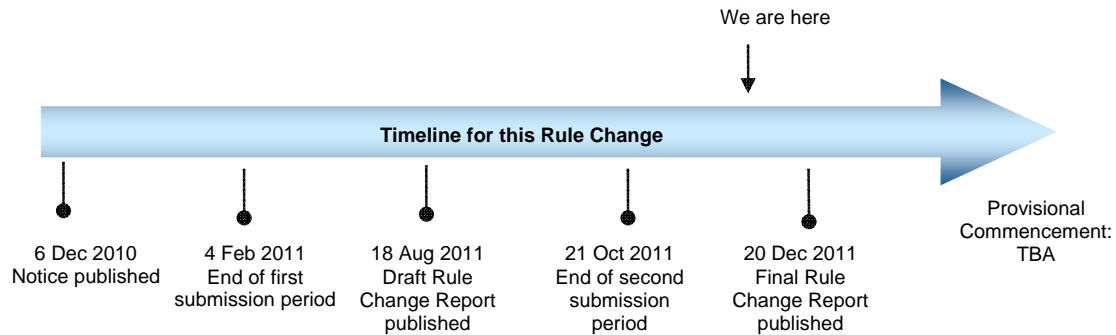 We are here
Timeline for this Rule Change
6 Dec 2010
Notice published
4 Feb 2011
End of first
submission period
18 Aug 2011
Draft Rule
Change Report
published
21 Oct 2011
End of second
submission
period
20 Dec 2011
Final Rule
Change Report
published
Provisional
Commencement:
TBA